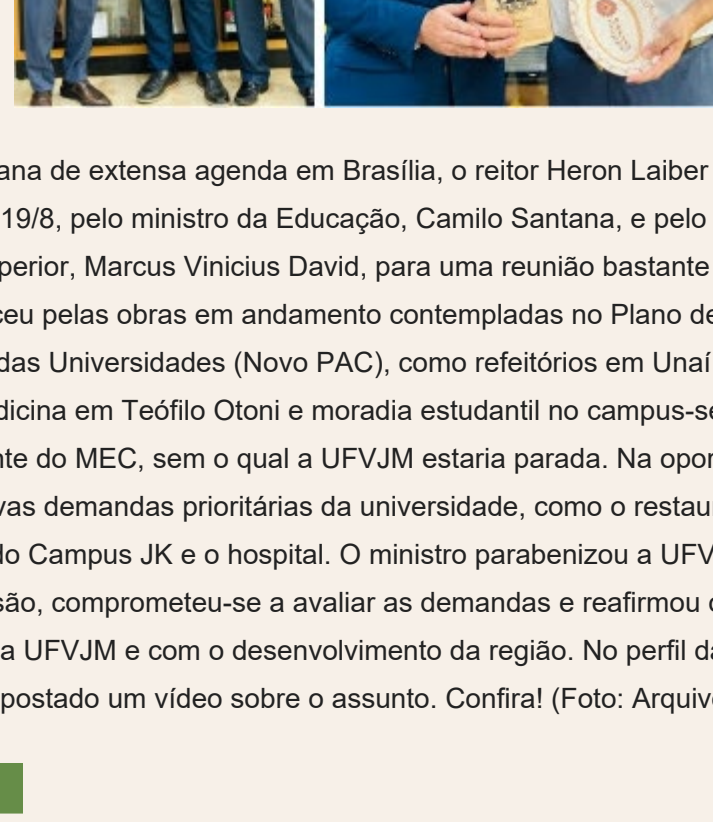 ana de extensa agenda em Brasília, o reitor Heron Laiber
19/8, pelo ministro da Educação, Camilo Santana, e pelo
perior, Marcus Vinicius David, para uma reunião bastante
ceu pelas obras em andamento contempladas no Plano de
das Universidades (Novo PAC), como refeitórios em Unaí
dicina em Teófilo Otoni e moradia estudantil no campus-se
nte do MEC, sem o qual a UFVJM estaria parada. Na opor
vas demandas prioritárias da universidade, como o restau
do Campus JK e o hospital. O ministro parabenizou a UFV
são, comprometeu-se a avaliar as demandas e reafirmou o
a UFVJM e com o desenvolvimento da região. No perfil da
postado um vídeo sobre o assunto. Confira! (Foto: Arquivo